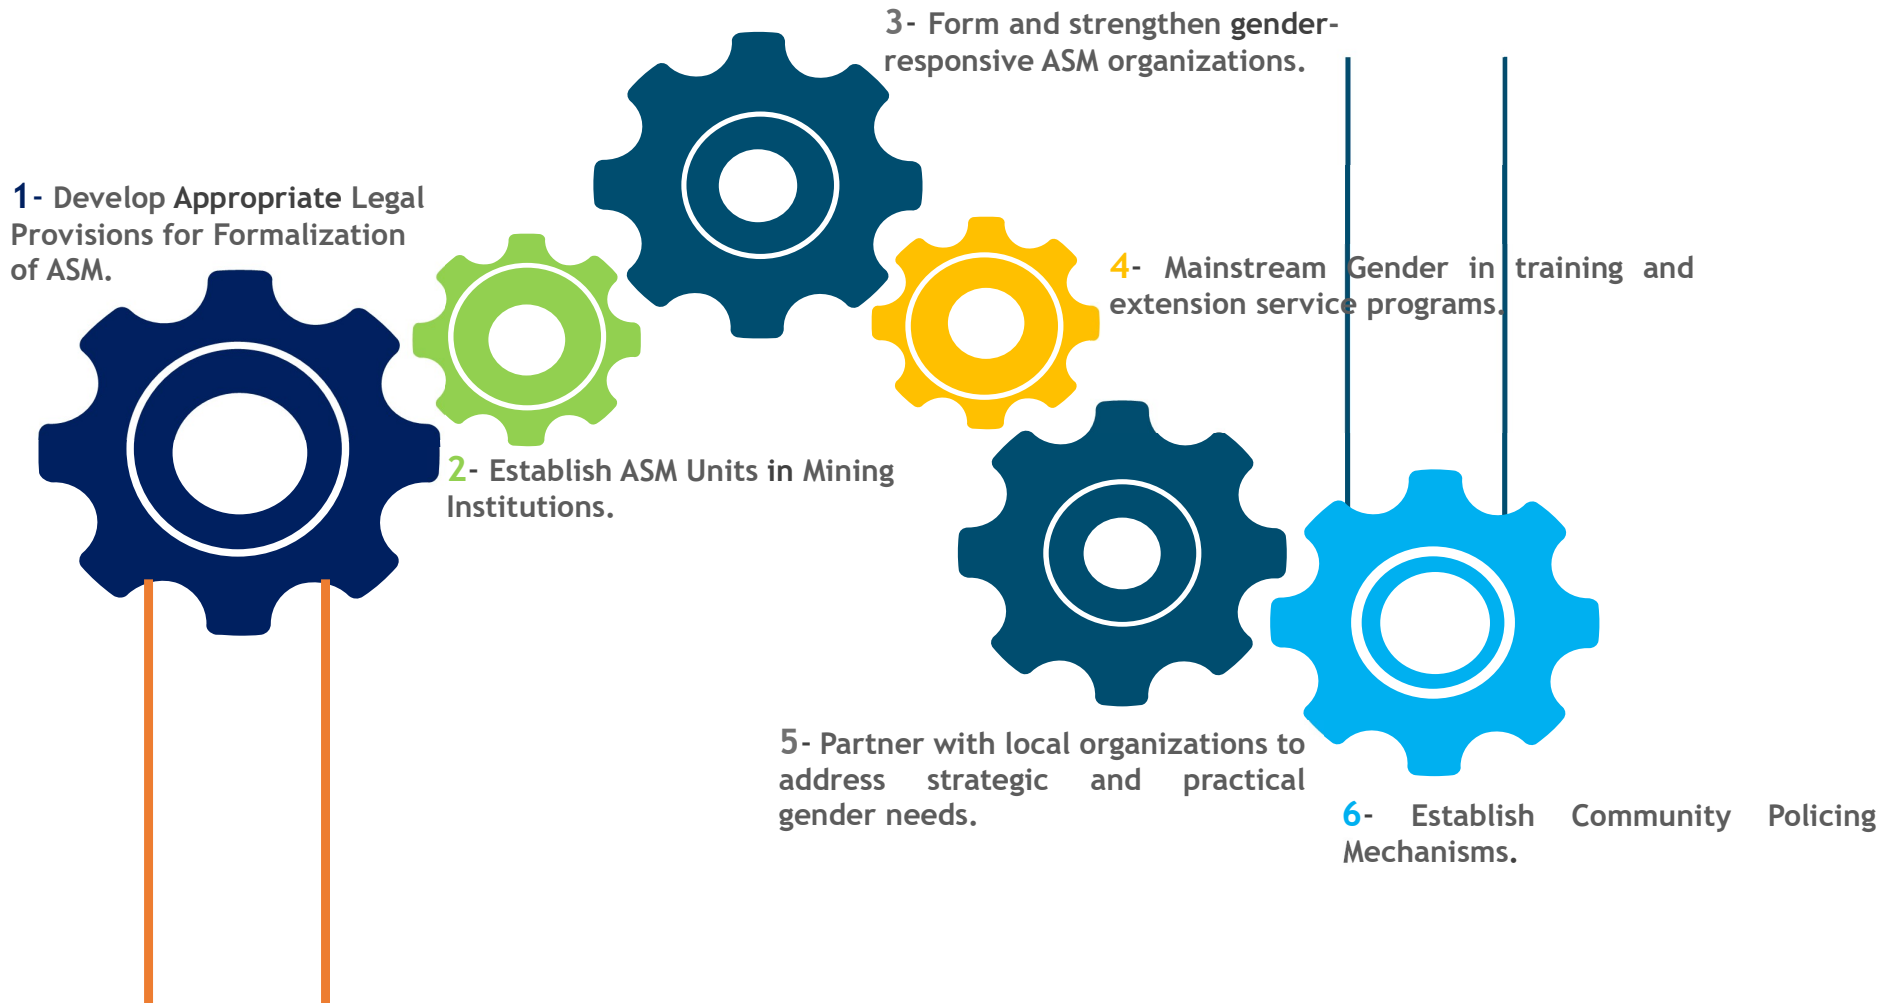 1- Develop Appropriate Legal
Provisions for Formalization
of ASM.
2- Establish ASM Units in Mining
Institutions.
3- Form and strengthen gender-
responsive ASM organizations.
4- Mainstream Gender in training and
extension service programs.
5- Partner with local organizations to
address strategic and practical
gender needs.
6- Establish Community Policing
Mechanisms.